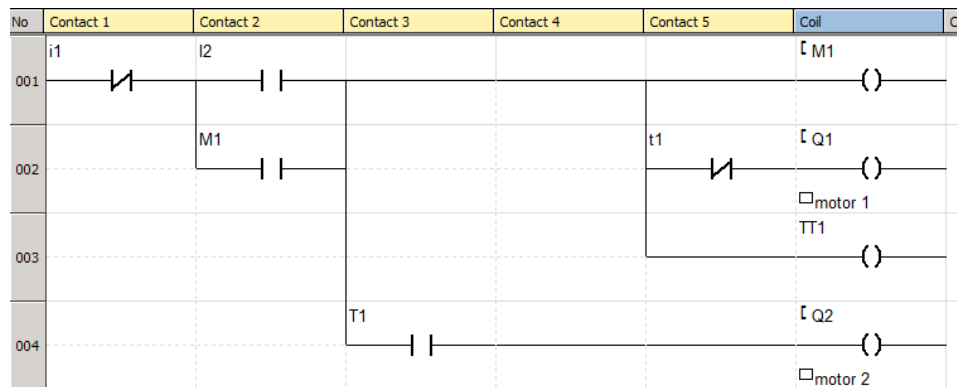 No Contact 1 Contact 2 Contact 3 Contact 4 Contact 5 Coil C
i1 I2 [ M1
001
M1 t1 [ Q1
002
motor 1
TT1
003
T1 [ Q2
004
motor 2